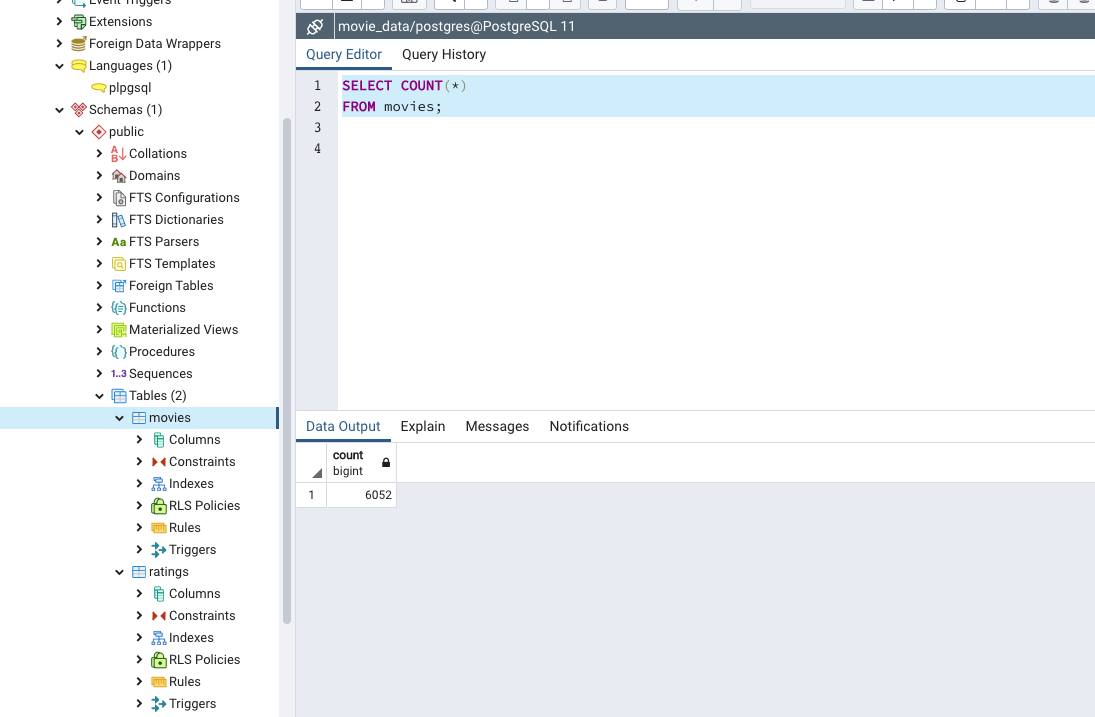 Event Triggers
Extensions
Foreign Data Wrappers
Languages (1)
plpgsql
Schemas (1)
public
Collations
Domains
FTS Configurations
FTS Dictionaries
Aa FTS Parsers
FTS Templates
Foreign Tables
Functions
Materialized Views
Procedures
1..3 Sequences
Tables (2)
movies
Columns
Constraints
Indexes
RLS Policies
Rules
Triggers
ratings
Columns
Constraints
Indexes
RLS Policies
Rules
Triggers
movie_data/postgres@PostgreSQL 11
Query Editor Query History
1 SELECT COUNT(*)
2 FROM movies;
3
4
Data Output Explain Messages Notifications
count
bigint
1 6052